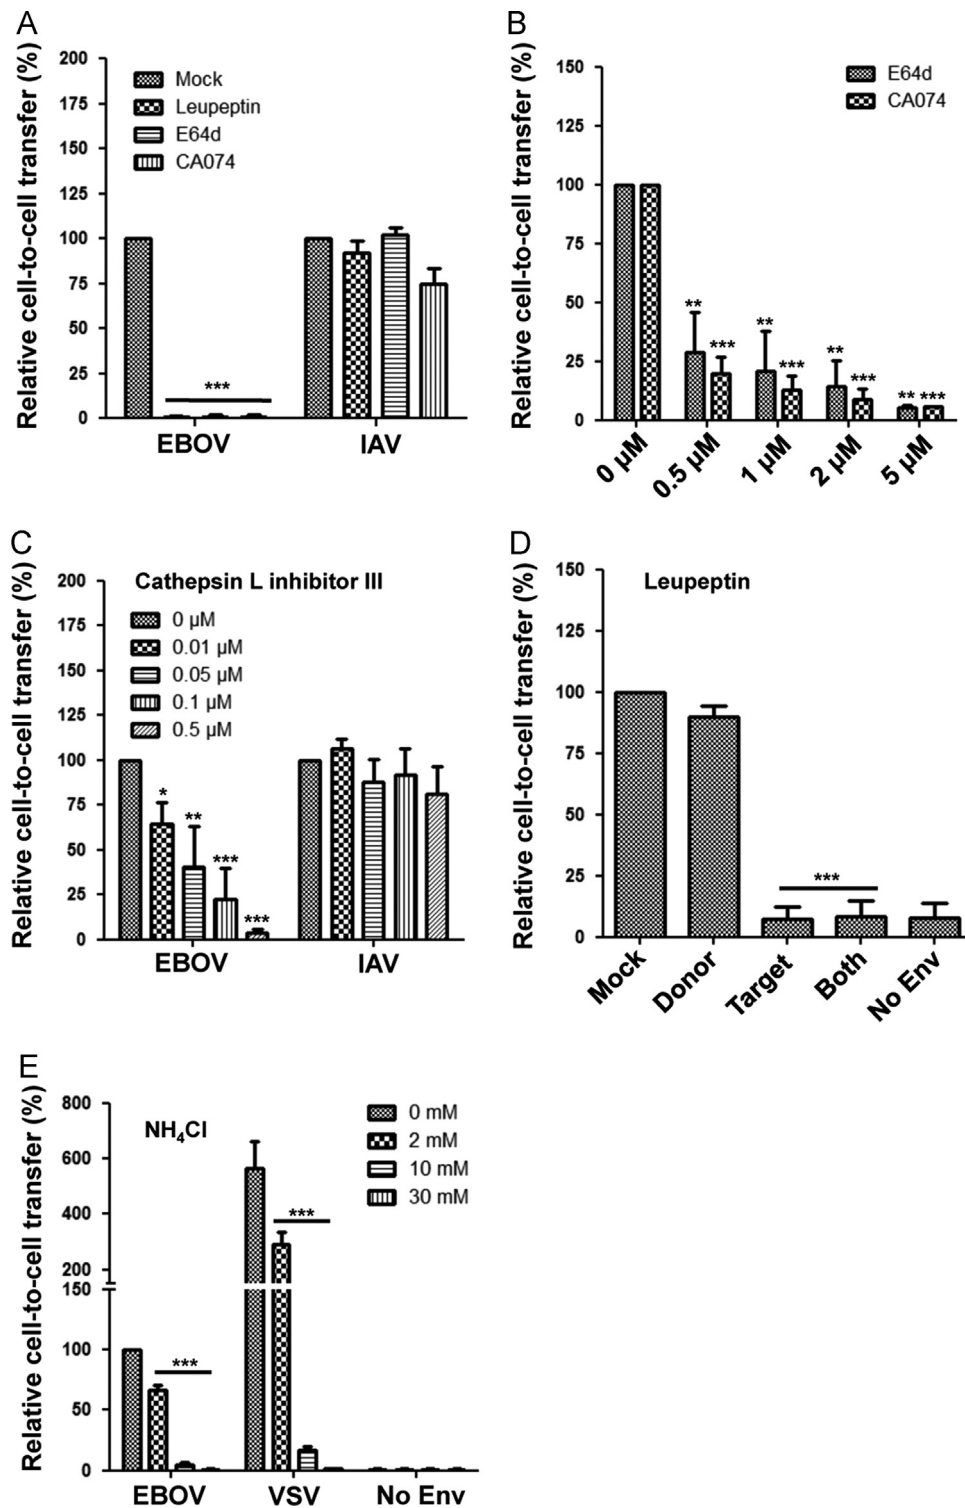 A
Relative cell-to-cell transfer (%)
200
175
150
125
100
75
50
25
0
Mock
Leupeptin
E64d
CA074
***
EBOV
IAV
B
Relative cell-to-cell transfer (%)
150
125
100
75
50
25
0
E64d
CA074
**
***
**
***
**
***
**
***
0 µM
0.5 µM
1 µM
2 µM
5 µM
C
Relative cell-to-cell transfer (%)
200
175
150
125
100
75
50
25
0
Cathepsin L inhibitor III
0 µM
0.01 µM
0.05 µM
0.1 µM
0.5 µM
*
**
***
***
EBOV
IAV
D
Relative cell-to-cell transfer (%)
150
125
100
75
50
25
0
Leupeptin
***
Mock
Donor
Target
Both
No Env
E
Relative cell-to-cell transfer (%)
800
600
400
200
150
100
50
0
NH₄Cl
0 mM
2 mM
10 mM
30 mM
***
***
EBOV
VSV
No Env